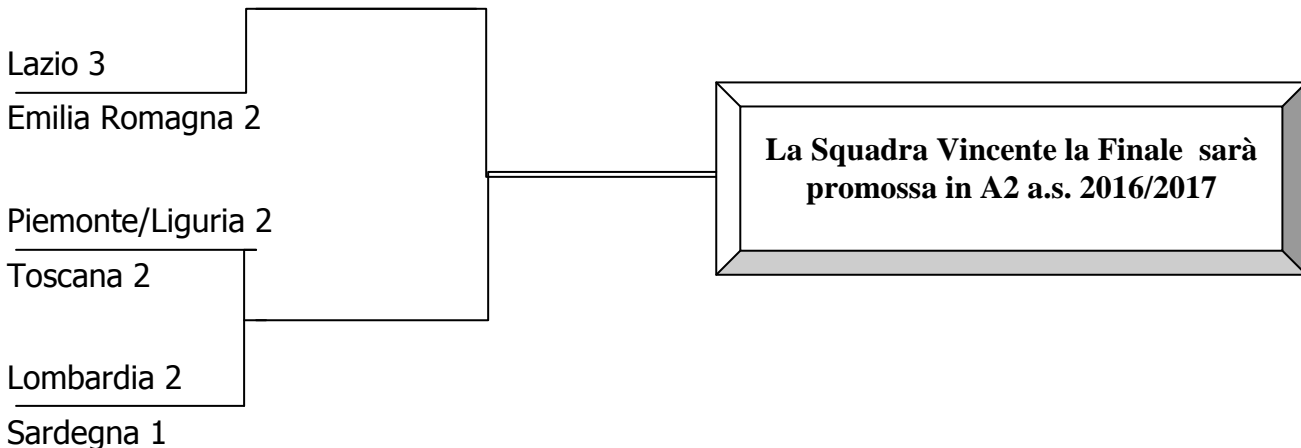 Lazio 3
Emilia Romagna 2
Piemonte/Liguria 2
Toscana 2
Lombardia 2
Sardegna 1
La Squadra Vincente la Finale sarà
promossa in A2 a.s. 2016/2017